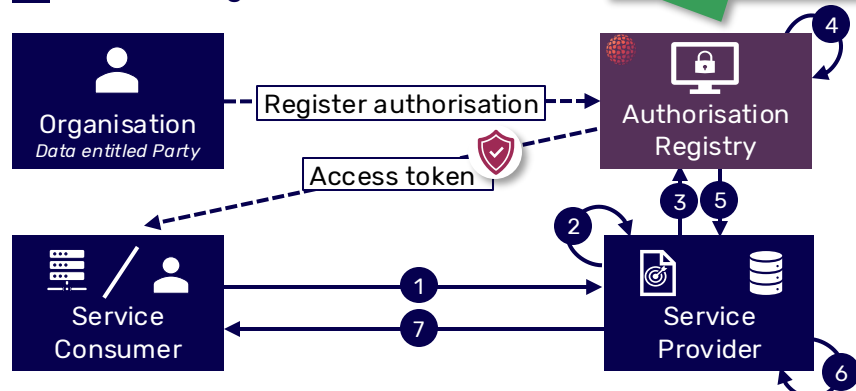 4
Organisation
Data entitled Party
Register authorisation
Authorisation
Registry
Access token
3
5
2
1
7
Service
Consumer
Service
Provider
6